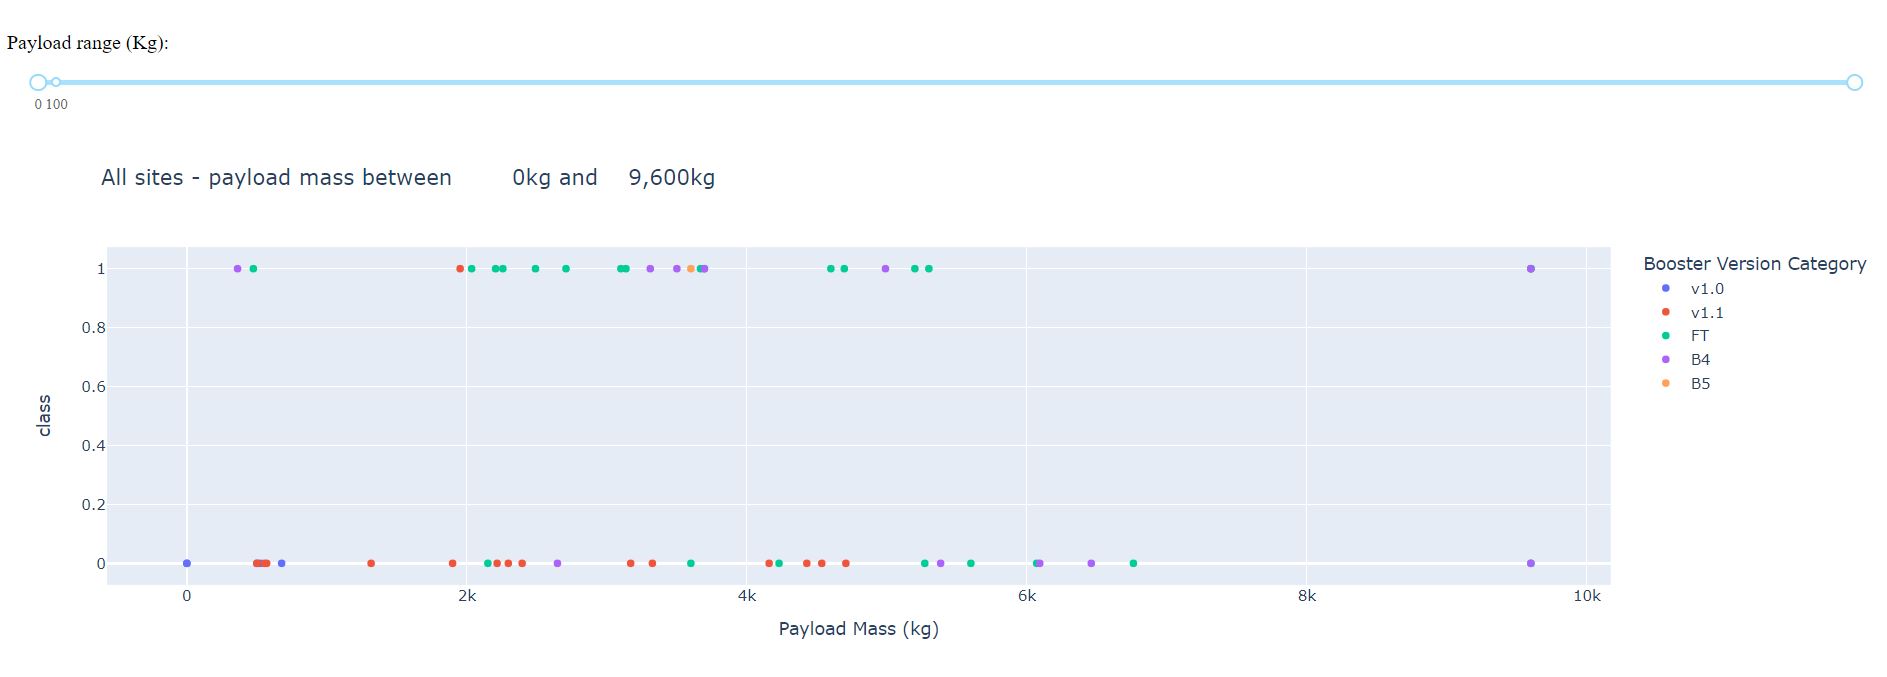 Payload range (Kg):
0 100
All sites - payload mass between 0kg and 9,600kg
Booster Version Category
v1.0
v1.1
FT
B4
B5
class
1
0.8
0.6
0.4
0.2
0
0 2k 4k 6k 8k 10k
Payload Mass (kg)